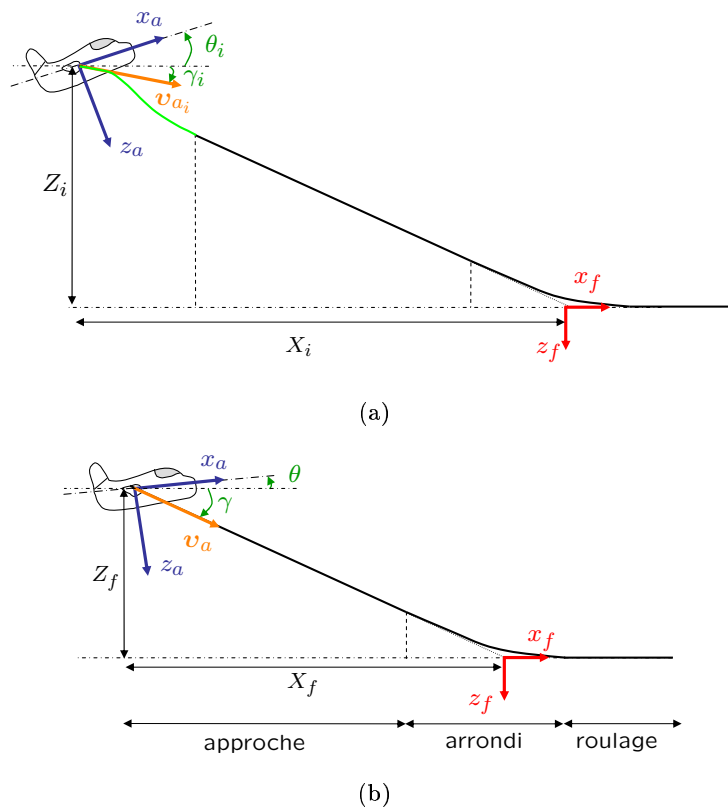 x_a
θ_i
γ_i
v_{a_i}
z_a
Z_i
x_f
X_i
z_f
(a)
x_a
θ
γ
v_a
z_a
Z_f
x_f
X_f
z_f
approche arrondi roulage
(b)